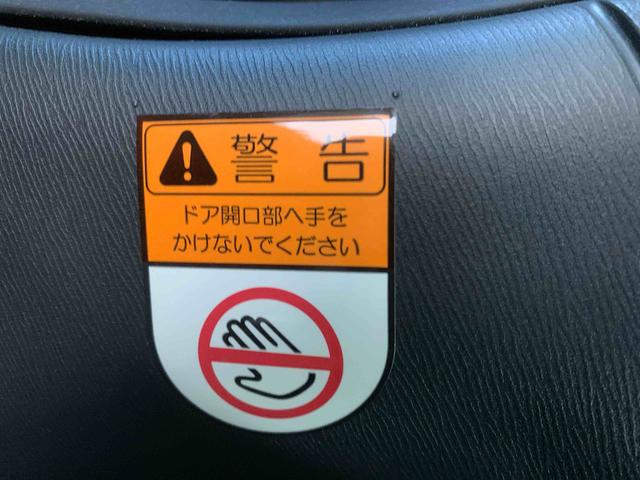 警告
ドア開口部へ手を
かけないでください